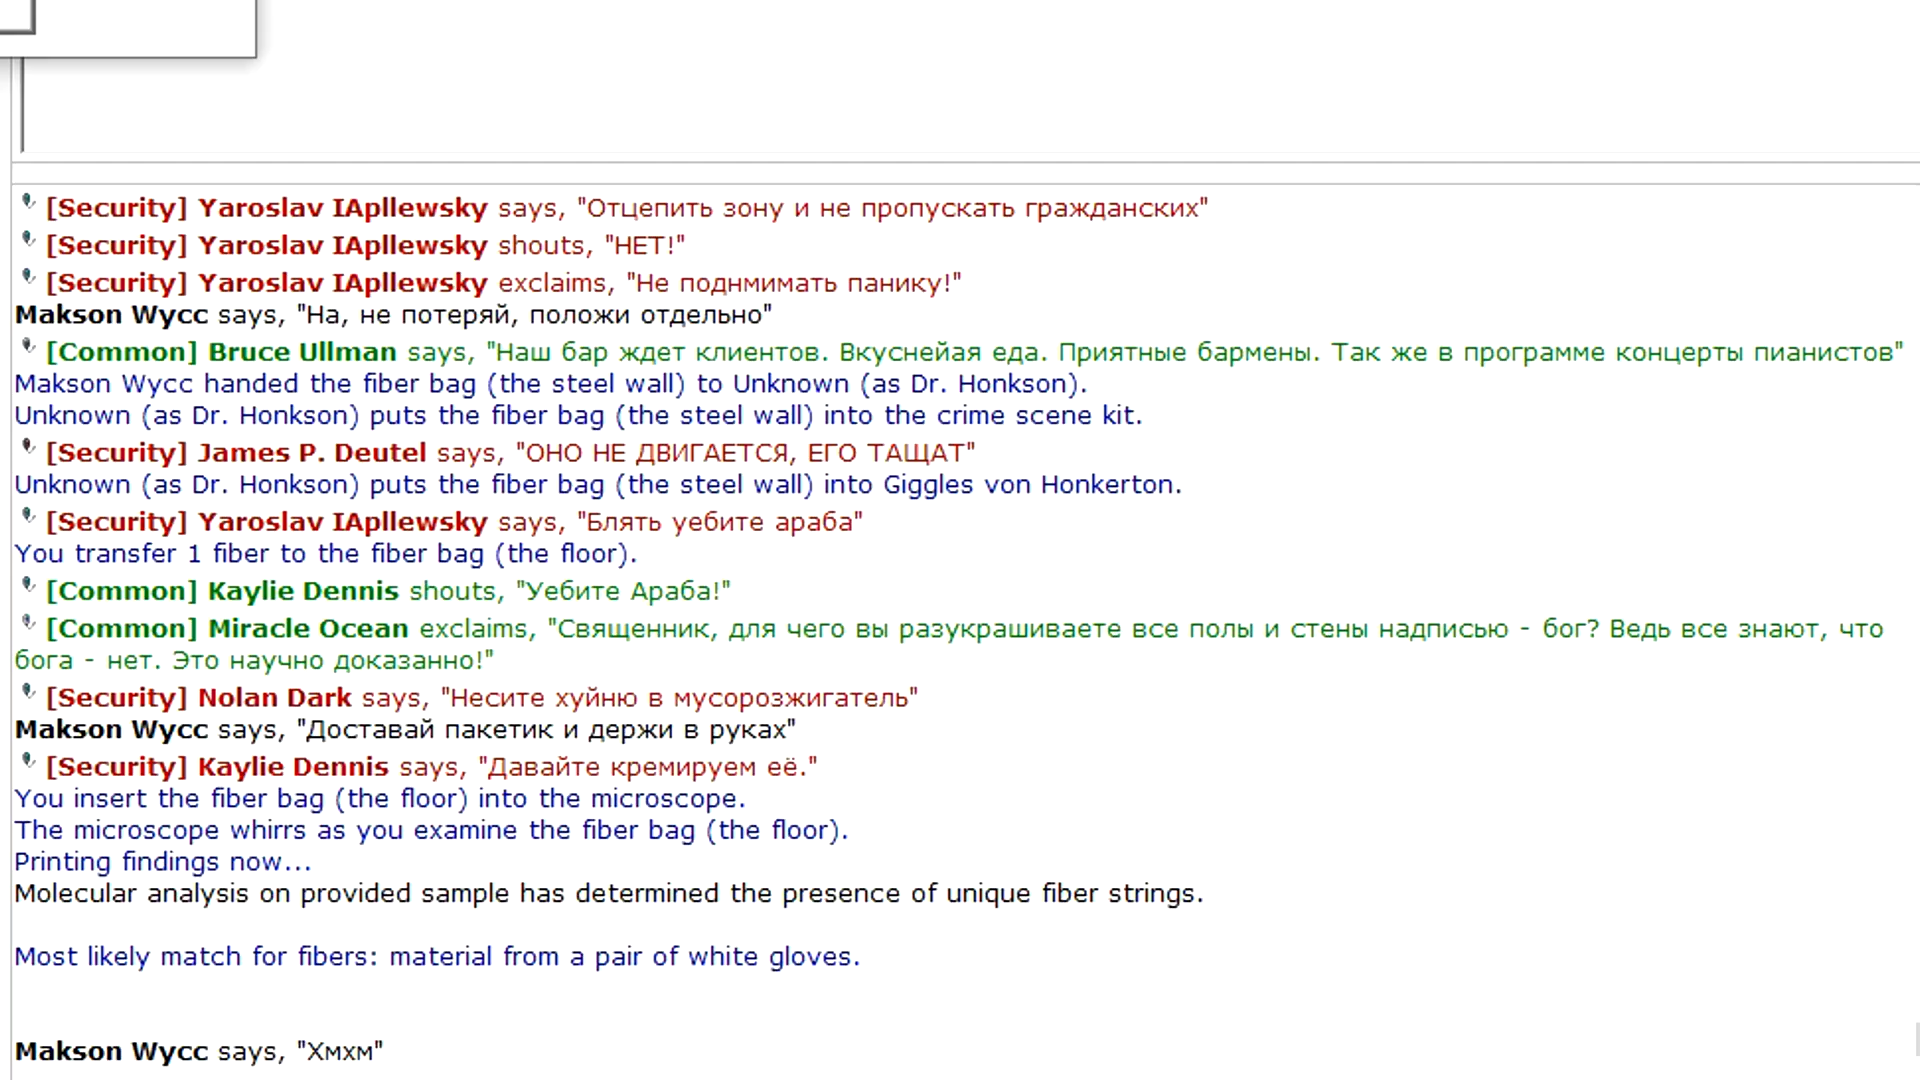 [Security] Yaroslav IApllewsky says, "Отцепить зону и не пропускать гражданских"
[Security] Yaroslav IApllewsky shouts, "НЕТ!"
[Security] Yaroslav IApllewsky exclaims, "Не поднмимать панику!"
Makson Wycc says, "На, не потеряй, положи отдельно"
[Common] Bruce Ullman says, "Наш бар ждет клиентов. Вкуснейая еда. Приятные бармены. Так же в программе концерты пианистов"
Makson Wycc handed the fiber bag (the steel wall) to Unknown (as Dr. Honkson).
Unknown (as Dr. Honkson) puts the fiber bag (the steel wall) into the crime scene kit.
[Security] James P. Deutel says, "ОНО НЕ ДВИГАЕТСЯ, ЕГО ТАЩАТ"
Unknown (as Dr. Honkson) puts the fiber bag (the steel wall) into Giggles von Honkerton.
[Security] Yaroslav IApllewsky says, "Блять уебите араба"
You transfer 1 fiber to the fiber bag (the floor).
[Common] Kaylie Dennis shouts, "Уебите Араба!"
[Common] Miracle Ocean exclaims, "Священник, для чего вы разукрашиваете все полы и стены надписью - бог? Ведь все знают, что
бога - нет. Это научно доказанно!"
[Security] Nolan Dark says, "Несите хуйню в мусорозжигатель"
Makson Wycc says, "Доставай пакетик и держи в руках"
[Security] Kaylie Dennis says, "Давайте кремируем её."
You insert the fiber bag (the floor) into the microscope.
The microscope whirrs as you examine the fiber bag (the floor).
Printing findings now...
Molecular analysis on provided sample has determined the presence of unique fiber strings.
Most likely match for fibers: material from a pair of white gloves.
Makson Wycc says, "Хмхм"